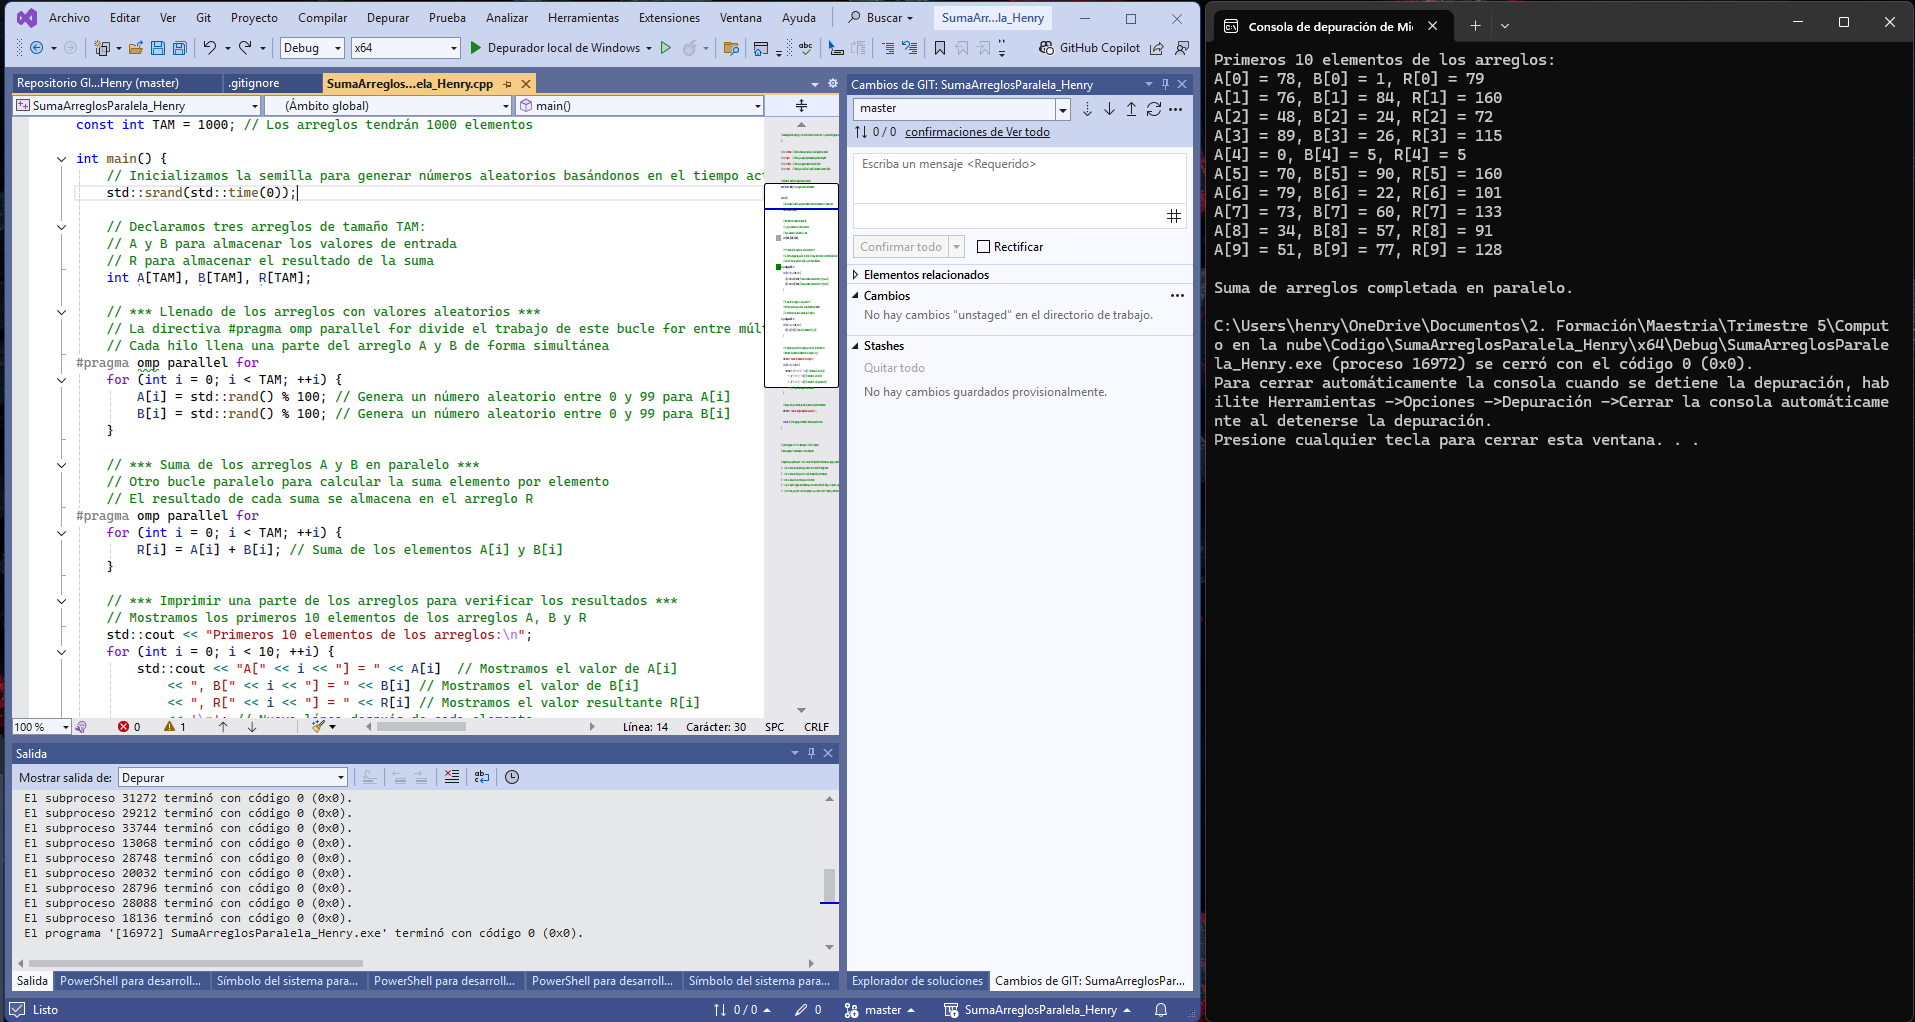 Archivo Editar Ver Git Proyecto Compilar Depurar Prueba Analizar Herramientas Extensiones Ventana Ayuda Buscar SumaArr...la_Henry
Debug x64 Depurador local de Windows GitHub Copilot
Repositorio GI...Henry (master) .gitignore SumaArreglos...ela_Henry.cpp
SumaArreglosParalela_Henry (Ámbito global) main()
const int TAM = 1000; // Los arreglos tendrán 1000 elementos
int main() {
// Inicializamos la semilla para generar números aleatorios basándonos en el tiempo act
std::srand(std::time(0));
// Declaramos tres arreglos de tamaño TAM:
// A y B para almacenar los valores de entrada
// R para almacenar el resultado de la suma
int A[TAM], B[TAM], R[TAM];
// *** Llenado de los arreglos con valores aleatorios ***
// La directiva #pragma omp parallel for divide el trabajo de este bucle for entre múl
// Cada hilo llena una parte del arreglo A y B de forma simultánea
#pragma omp parallel for
for (int i = 0; i < TAM; ++i) {
A[i] = std::rand() % 100; // Genera un número aleatorio entre 0 y 99 para A[i]
B[i] = std::rand() % 100; // Genera un número aleatorio entre 0 y 99 para B[i]
}
// *** Suma de los arreglos A y B en paralelo ***
// Otro bucle paralelo para calcular la suma elemento por elemento
// El resultado de cada suma se almacena en el arreglo R
#pragma omp parallel for
for (int i = 0; i < TAM; ++i) {
R[i] = A[i] + B[i]; // Suma de los elementos A[i] y B[i]
}
// *** Imprimir una parte de los arreglos para verificar los resultados ***
// Mostramos los primeros 10 elementos de los arreglos A, B y R
std::cout << "Primeros 10 elementos de los arreglos:\n";
for (int i = 0; i < 10; ++i) {
std::cout << "A[" << i << "] = " << A[i] // Mostramos el valor de A[i]
<< ", B[" << i << "] = " << B[i] // Mostramos el valor de B[i]
<< ", R[" << i << "] = " << R[i] // Mostramos el valor resultante R[i]
100 % 0 1 Línea: 14 Carácter: 30 SPC CRLF
Salida
Mostrar salida de: Depurar
El subproceso 31272 terminó con código 0 (0x0).
El subproceso 29212 terminó con código 0 (0x0).
El subproceso 33744 terminó con código 0 (0x0).
El subproceso 13068 terminó con código 0 (0x0).
El subproceso 28748 terminó con código 0 (0x0).
El subproceso 20032 terminó con código 0 (0x0).
El subproceso 28796 terminó con código 0 (0x0).
El subproceso 28088 terminó con código 0 (0x0).
El subproceso 18136 terminó con código 0 (0x0).
El programa '[16972] SumaArreglosParalela_Henry.exe' terminó con código 0 (0x0).
Salida PowerShell para desarroll... Símbolo del sistema para... PowerShell para desarroll... PowerShell para desarroll... Símbolo del sistema para...
Cambios de GIT: SumaArreglosParalela_Henry
master
0 / 0 confirmaciones de Ver todo
Escriba un mensaje <Requerido>
Confirmar todo Rectificar
Elementos relacionados
Cambios
No hay cambios "unstaged" en el directorio de trabajo.
Stashes
Quitar todo
No hay cambios guardados provisionalmente.
Explorador de soluciones Cambios de GIT: SumaArreglosPar...
Listo 0 / 0 0 master SumaArreglosParalela_Henry
Consola de depuración de Mi
Primeros 10 elementos de los arreglos:
A[0] = 78, B[0] = 1, R[0] = 79
A[1] = 76, B[1] = 84, R[1] = 160
A[2] = 48, B[2] = 24, R[2] = 72
A[3] = 89, B[3] = 26, R[3] = 115
A[4] = 0, B[4] = 5, R[4] = 5
A[5] = 70, B[5] = 90, R[5] = 160
A[6] = 79, B[6] = 22, R[6] = 101
A[7] = 73, B[7] = 60, R[7] = 133
A[8] = 34, B[8] = 57, R[8] = 91
A[9] = 51, B[9] = 77, R[9] = 128
Suma de arreglos completada en paralelo.
C:\Users\henry\OneDrive\Documentos\2. Formación\Maestria\Trimestre 5\Comput
o en la nube\Codigo\SumaArreglosParalela_Henry\x64\Debug\SumaArreglosParale
la_Henry.exe (proceso 16972) se cerró con el código 0 (0x0).
Para cerrar automáticamente la consola cuando se detiene la depuración, hab
ilite Herramientas ->Opciones ->Depuración ->Cerrar la consola automáticame
nte al detenerse la depuración.
Presione cualquier tecla para cerrar esta ventana. . .